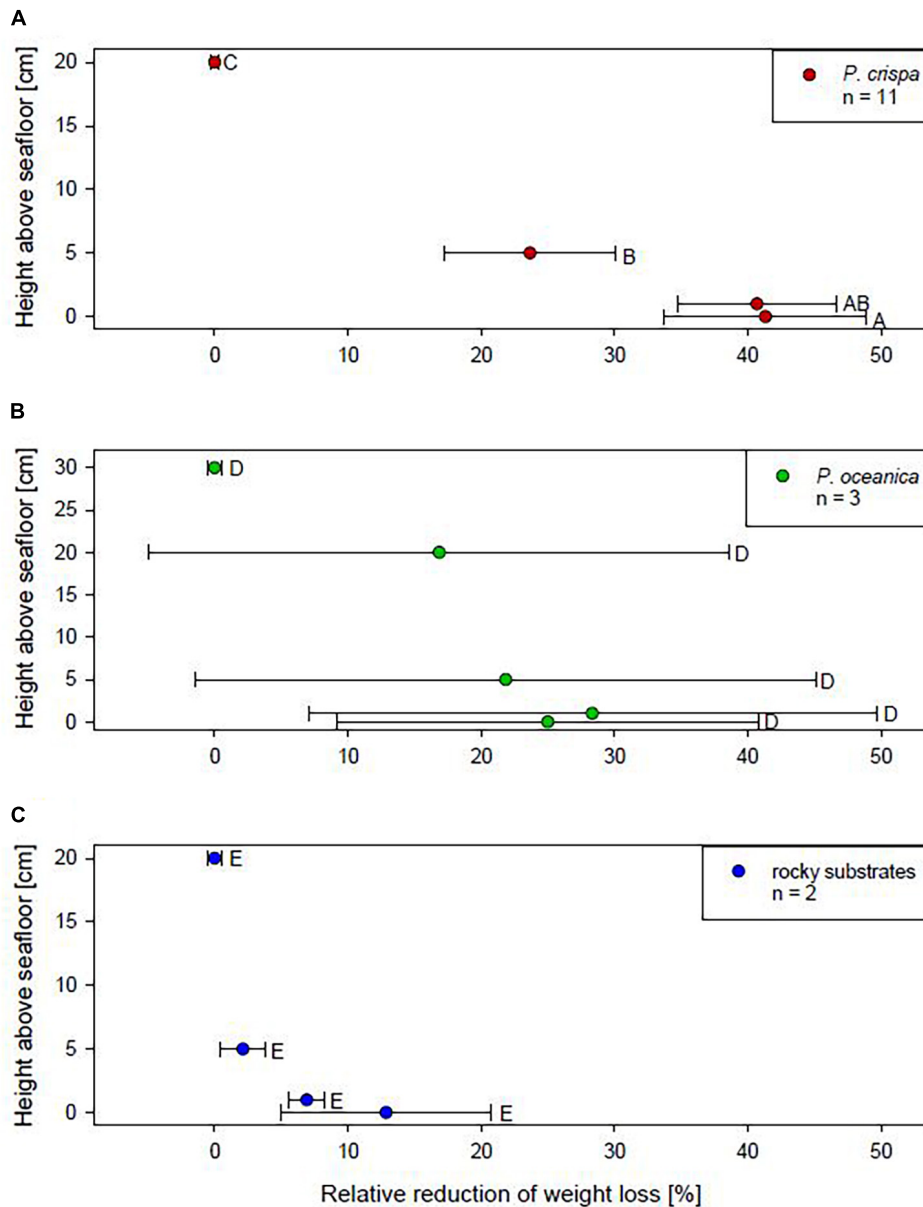 A
Height above seafloor [cm]
20
15
10
5
0
C
B
AB
A
P. crispa
n = 11
0 10 20 30 40 50
B
Height above seafloor [cm]
30
25
20
15
10
5
0
D
D
D
D
D
P. oceanica
n = 3
0 10 20 30 40 50
C
Height above seafloor [cm]
20
15
10
5
0
E
E
E
E
rocky substrates
n = 2
0 10 20 30 40 50
Relative reduction of weight loss [%]